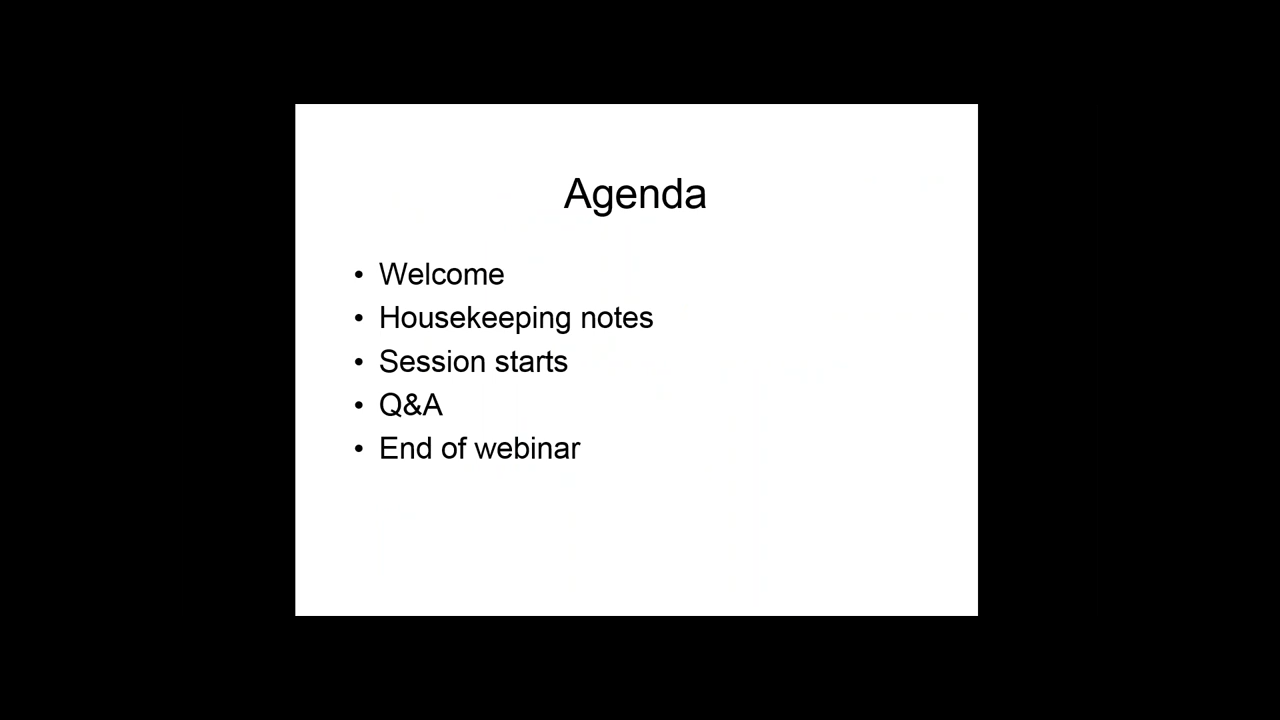 Agenda
• Welcome
• Housekeeping notes
• Session starts
• Q&A
• End of webinar